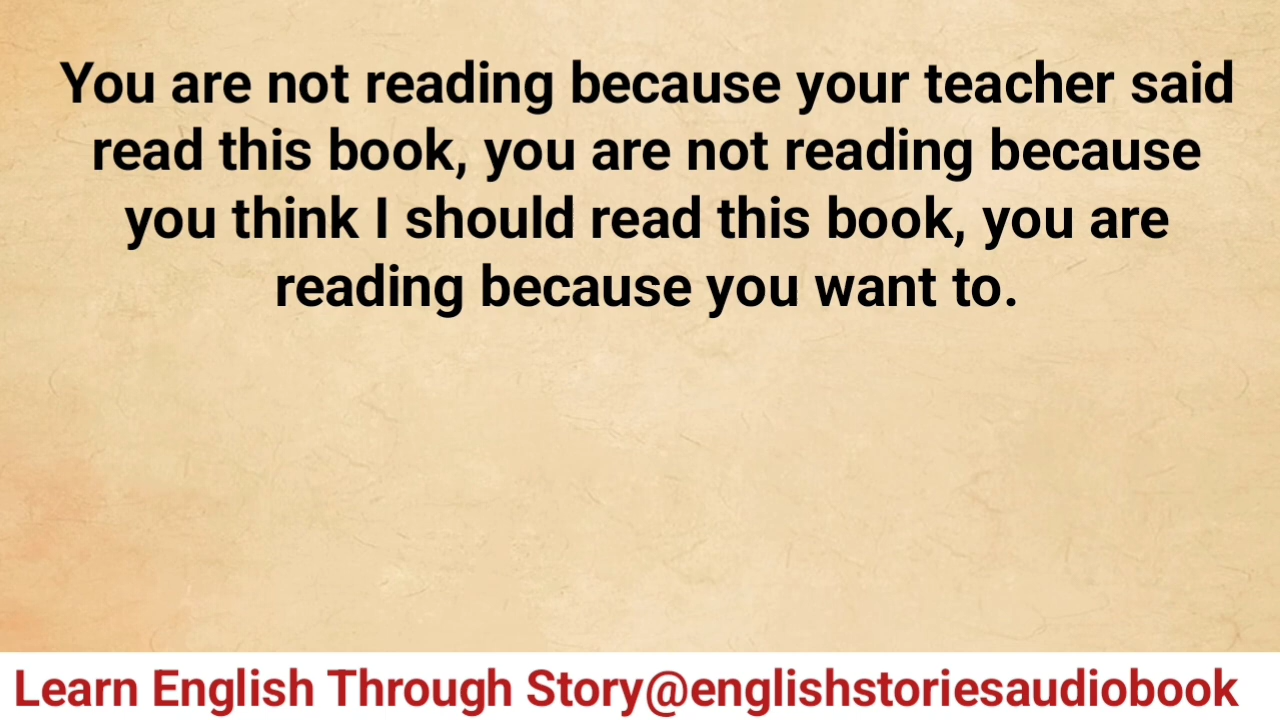 You are not reading because your teacher said
read this book, you are not reading because
you think I should read this book, you are
reading because you want to.
Learn English Through Story@englishstoriesaudiobook